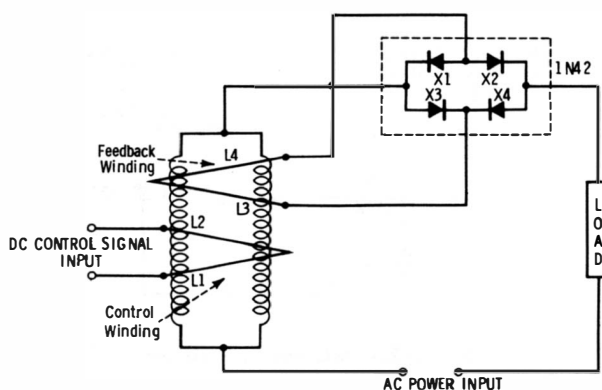 1N42
X1 X2
X3 X4
Feedback
Winding
L4
L3
L2
DC CONTROL SIGNAL
INPUT
L1
Control
Winding
LOAD
AC POWER INPUT